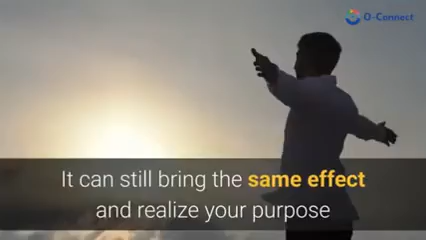 O-Connect
It can still bring the same effect
and realize your purpose